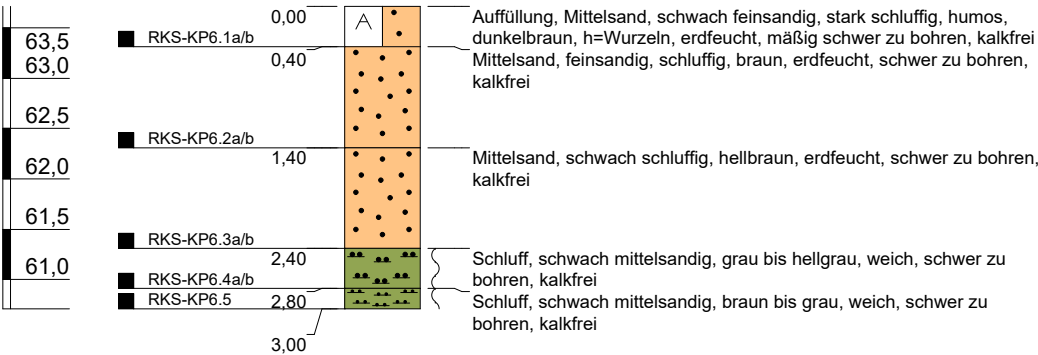 0,00
A
Auffüllung, Mittelsand, schwach feinsandig, stark schluffig, humos,
dunkelbraun, h=Wurzeln, erdfeucht, mäßig schwer zu bohren, kalkfrei
63,5
RKS-KP6.1a/b
0,40
Mittelsand, feinsandig, schluffig, braun, erdfeucht, schwer zu bohren,
kalkfrei
63,0
62,5
RKS-KP6.2a/b
1,40
Mittelsand, schwach schluffig, hellbraun, erdfeucht, schwer zu bohren,
kalkfrei
62,0
61,5
RKS-KP6.3a/b
2,40
Schluff, schwach mittelsandig, grau bis hellgrau, weich, schwer zu
bohren, kalkfrei
61,0
RKS-KP6.4a/b
RKS-KP6.5
2,80
Schluff, schwach mittelsandig, braun bis grau, weich, schwer zu
bohren, kalkfrei
3,00